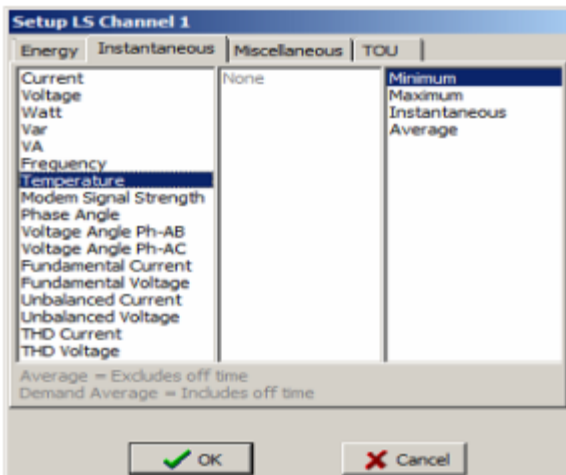 Setup LS Channel 1
Energy Instantaneous Miscellaneous TOU
Current
Voltage
Watt
Var
VA
Frequency
Temperature
Modem Signal Strength
Phase Angle
Voltage Angle Ph-AB
Voltage Angle Ph-AC
Fundamental Current
Fundamental Voltage
Unbalanced Current
Unbalanced Voltage
THD Current
THD Voltage
None
Minimum
Maximum
Instantaneous
Average
Average = Excludes off time
Demand Average = Includes off time
OK Cancel